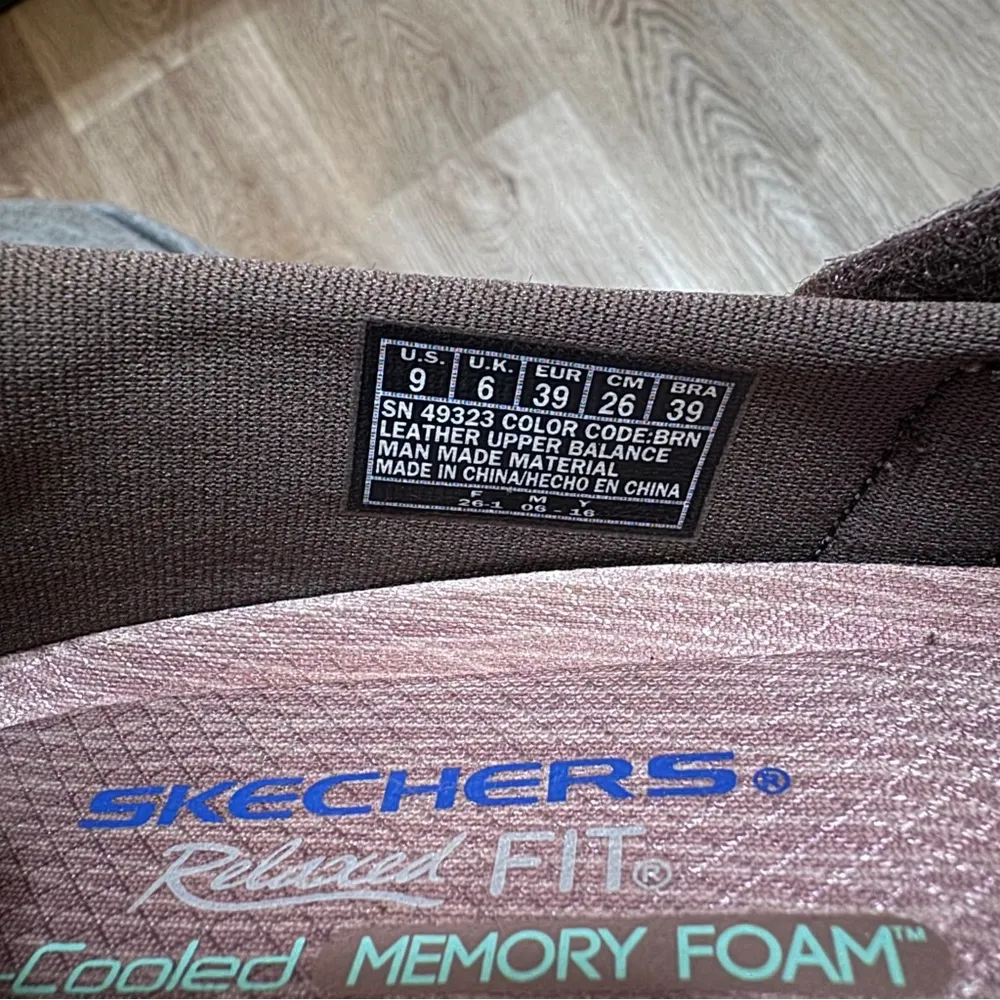 U.S. U.K. EUR CM BRA
9 6 39 26 39
SN 49323 COLOR CODE:BRN
LEATHER UPPER BALANCE
MAN MADE MATERIAL
MADE IN CHINA/HECHO EN CHINA
F M Y
26-1 06 - 16
SKECHERS®
Relaxed FIT®
-Cooled MEMORY FOAM™